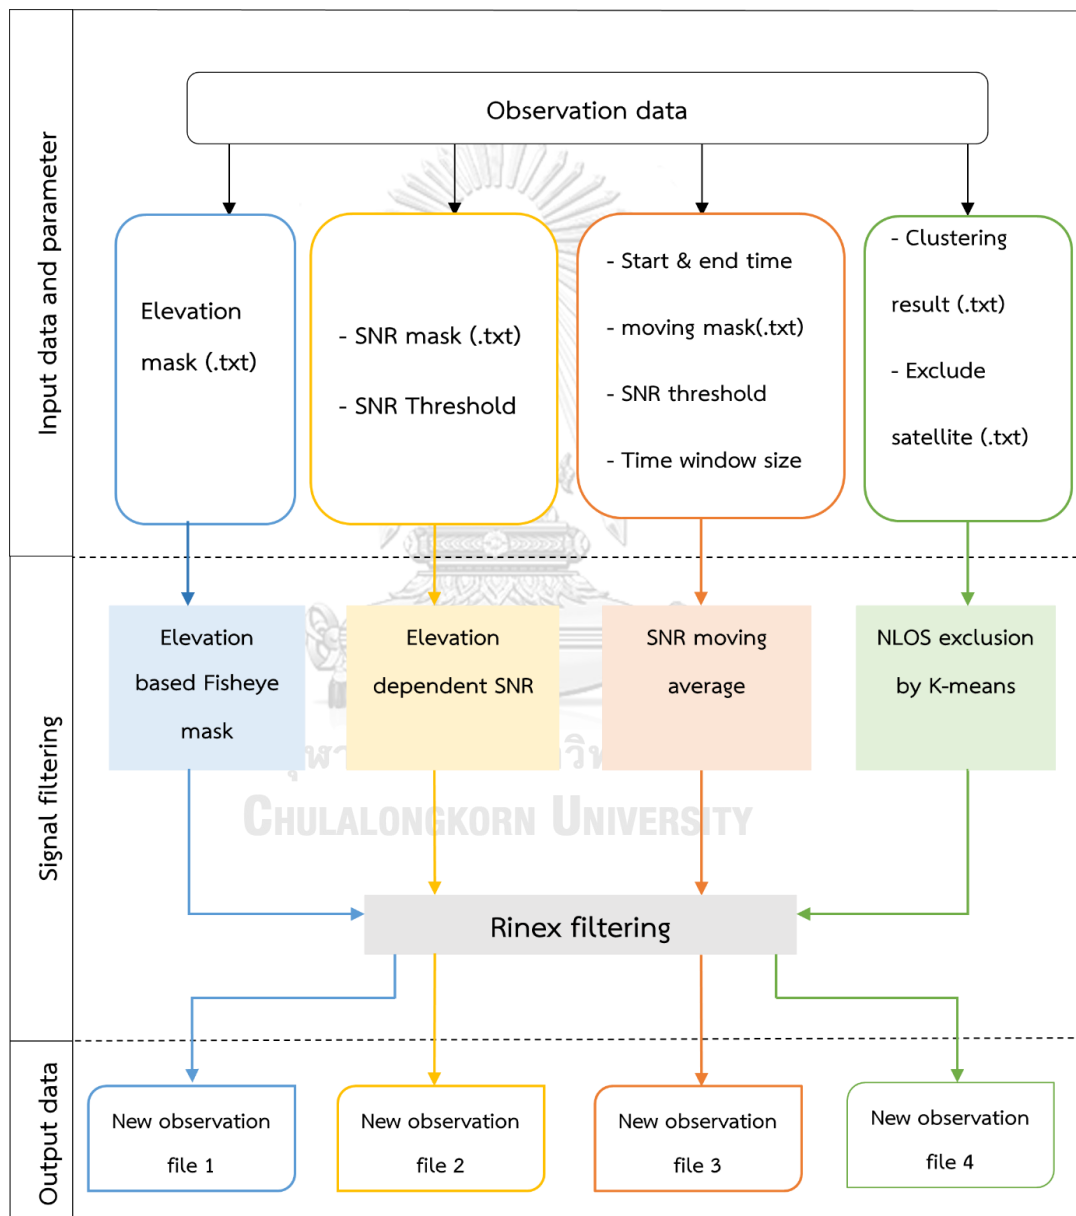 Input data and parameter
Observation data
Elevation
mask (.txt)
- SNR mask (.txt)
- SNR Threshold
- Start & end time
- moving mask(.txt)
- SNR threshold
- Time window size
- Clustering
result (.txt)
- Exclude
satellite (.txt)
Signal filtering
Elevation
based Fisheye
mask
Elevation
dependent SNR
SNR moving
average
NLOS exclusion
by K-means
CHULALONGKORN UNIVERSITY
Rinex filtering
Output data
New observation
file 1
New observation
file 2
New observation
file 3
New observation
file 4